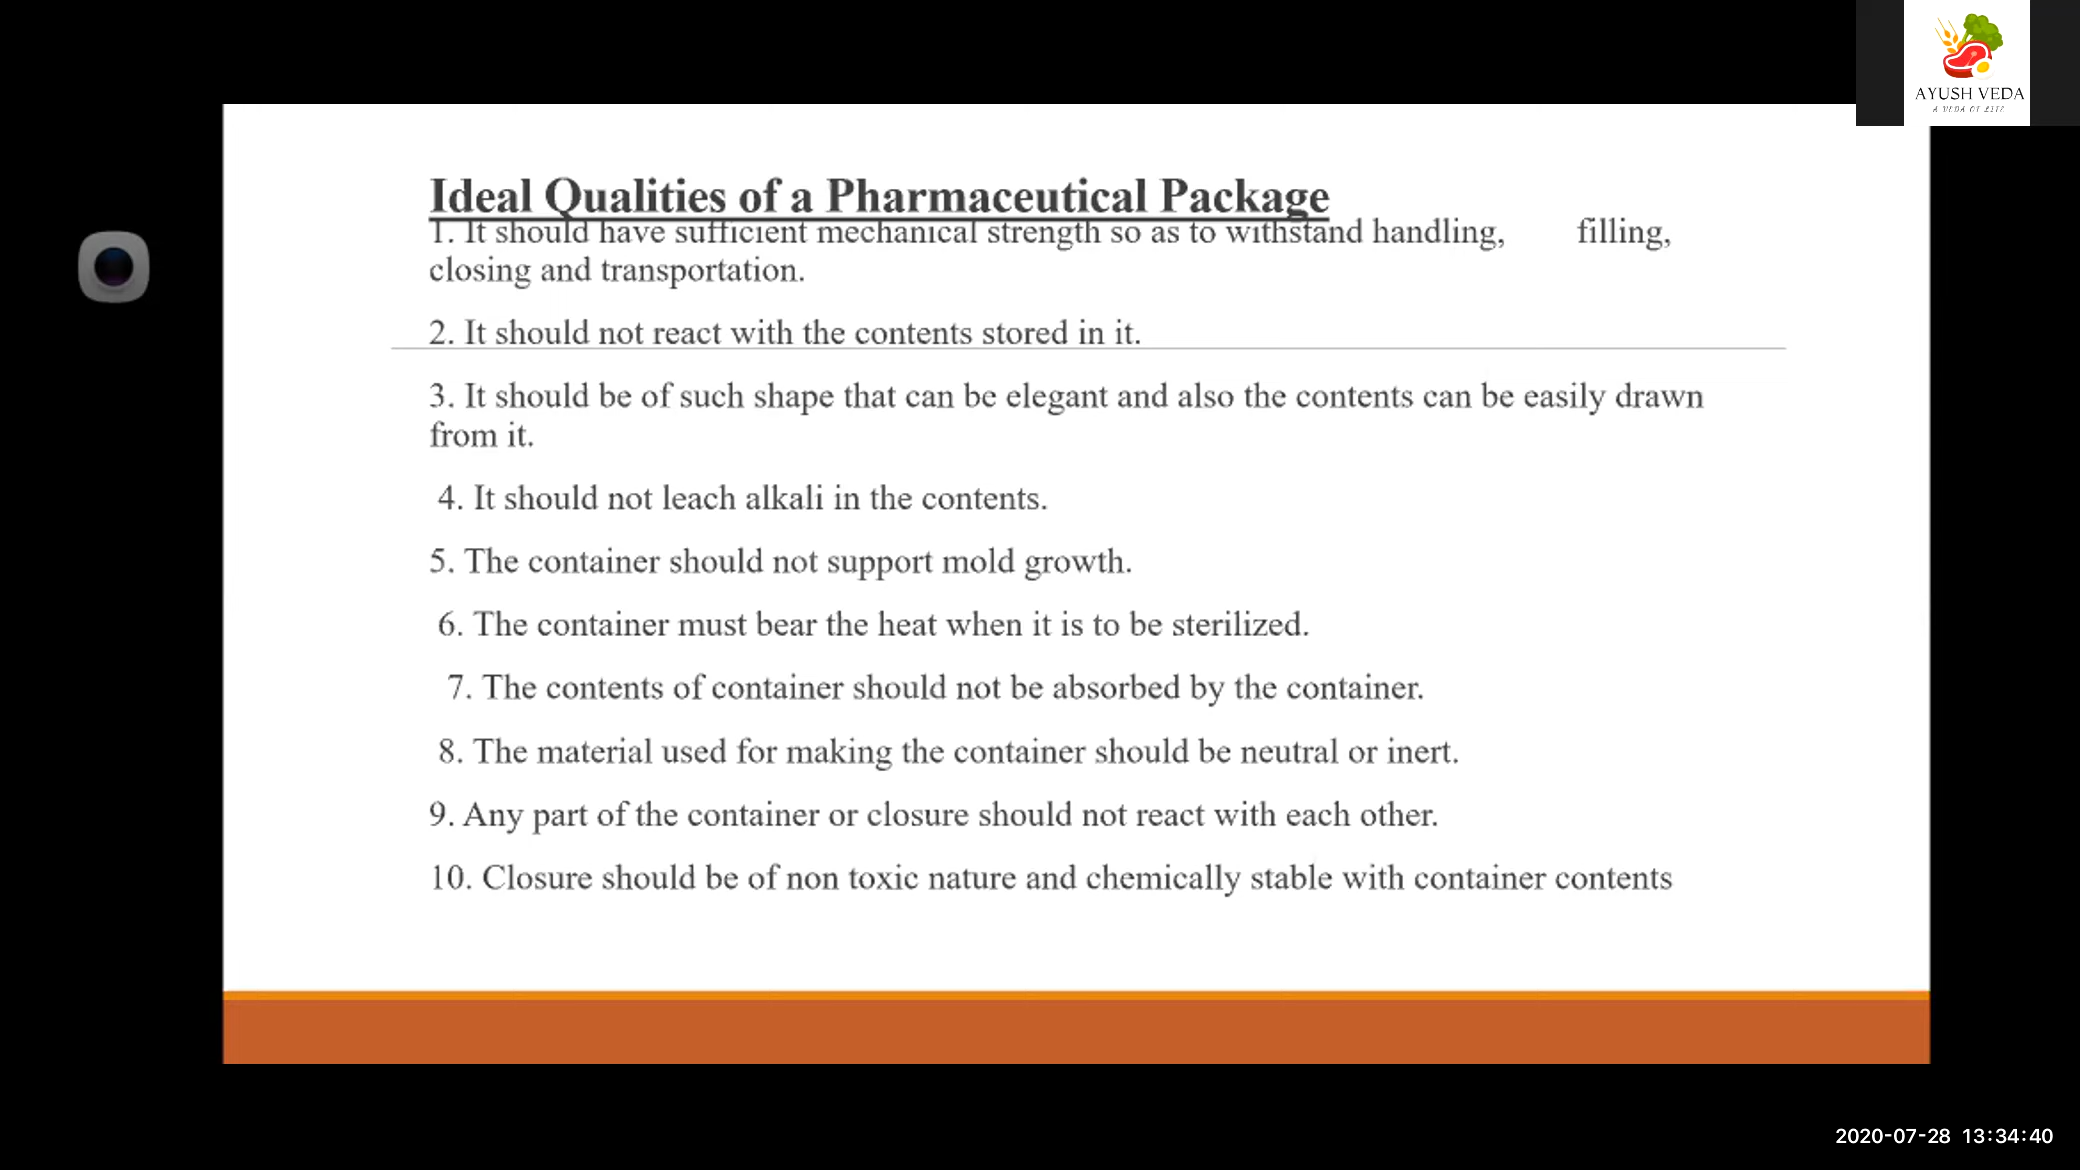 AYUSH VEDA
A VEDA OF LIFE
Ideal Qualities of a Pharmaceutical Package
1. It should have sufficient mechanical strength so as to withstand handling, filling,
closing and transportation.
2. It should not react with the contents stored in it.
3. It should be of such shape that can be elegant and also the contents can be easily drawn
from it.
4. It should not leach alkali in the contents.
5. The container should not support mold growth.
6. The container must bear the heat when it is to be sterilized.
7. The contents of container should not be absorbed by the container.
8. The material used for making the container should be neutral or inert.
9. Any part of the container or closure should not react with each other.
10. Closure should be of non toxic nature and chemically stable with container contents
2020-07-28 13:34:40